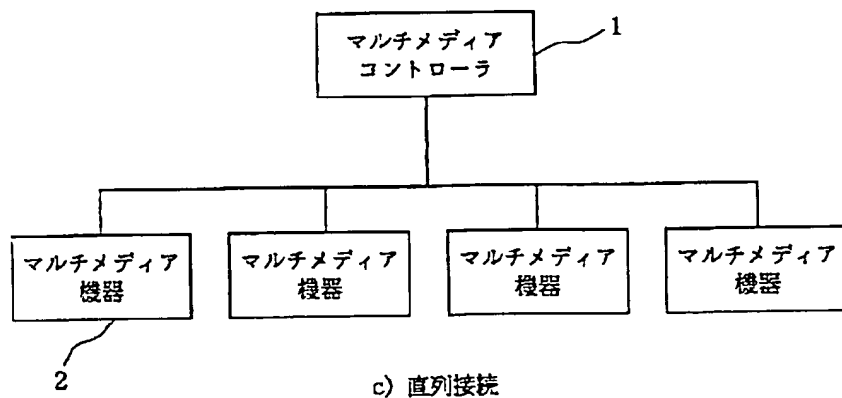 マルチメディア
コントローラ
1
マルチメディア
機器
マルチメディア
機器
マルチメディア
機器
マルチメディア
機器
2
c) 直列接続